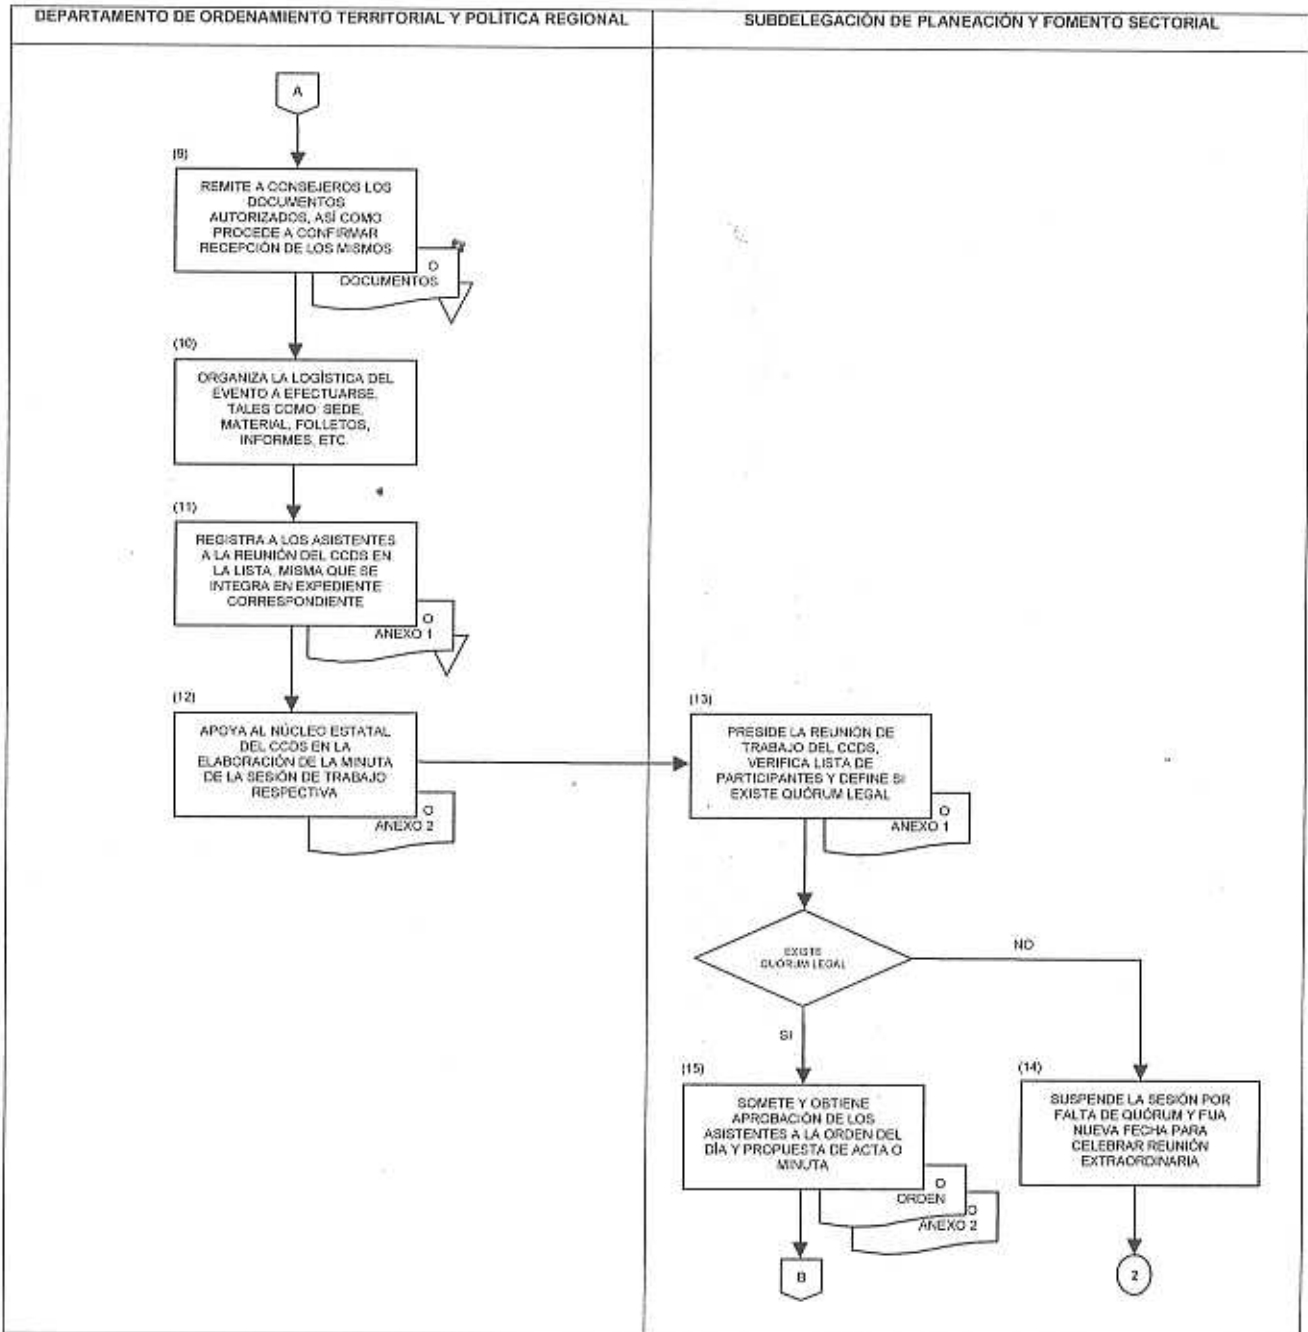 DEPARTAMENTO DE ORDENAMIENTO TERRITORIAL Y POLÍTICA REGIONAL
SUBDELEGACIÓN DE PLANEACIÓN Y FOMENTO SECTORIAL
A
(9)
REMITE A CONSEJEROS LOS
DOCUMENTOS
AUTORIZADOS, ASÍ COMO
PROCEDE A CONFIRMAR
RECEPCIÓN DE LOS MISMOS
O
DOCUMENTOS
(10)
ORGANIZA LA LOGÍSTICA DEL
EVENTO A EFECTUARSE,
TALES COMO: SEDE,
MATERIAL, FOLLETOS,
INFORMES, ETC.
(11)
REGISTRA A LOS ASISTENTES
A LA REUNIÓN DEL CCDS EN
LA LISTA, MISMA QUE SE
INTEGRA EN EXPEDIENTE
CORRESPONDIENTE
O
ANEXO 1
(12)
APOYA AL NÚCLEO ESTATAL
DEL CCDS EN LA
ELABORACIÓN DE LA MINUTA
DE LA SESIÓN DE TRABAJO
RESPECTIVA
O
ANEXO 2
(13)
PRESIDE LA REUNIÓN DE
TRABAJO DEL CCDS,
VERIFICA LISTA DE
PARTICIPANTES Y DEFINE SI
EXISTE QUÓRUM LEGAL
O
ANEXO 1
EXISTE
QUÓRUM LEGAL
NO
SI
(15)
SOMETE Y OBTIENE
APROBACIÓN DE LOS
ASISTENTES A LA ORDEN DEL
DÍA Y PROPUESTA DE ACTA O
MINUTA
O
ORDEN
O
ANEXO 2
B
(14)
SUSPENDE LA SESIÓN POR
FALTA DE QUÓRUM Y FIJA
NUEVA FECHA PARA
CELEBRAR REUNIÓN
EXTRAORDINARIA
2